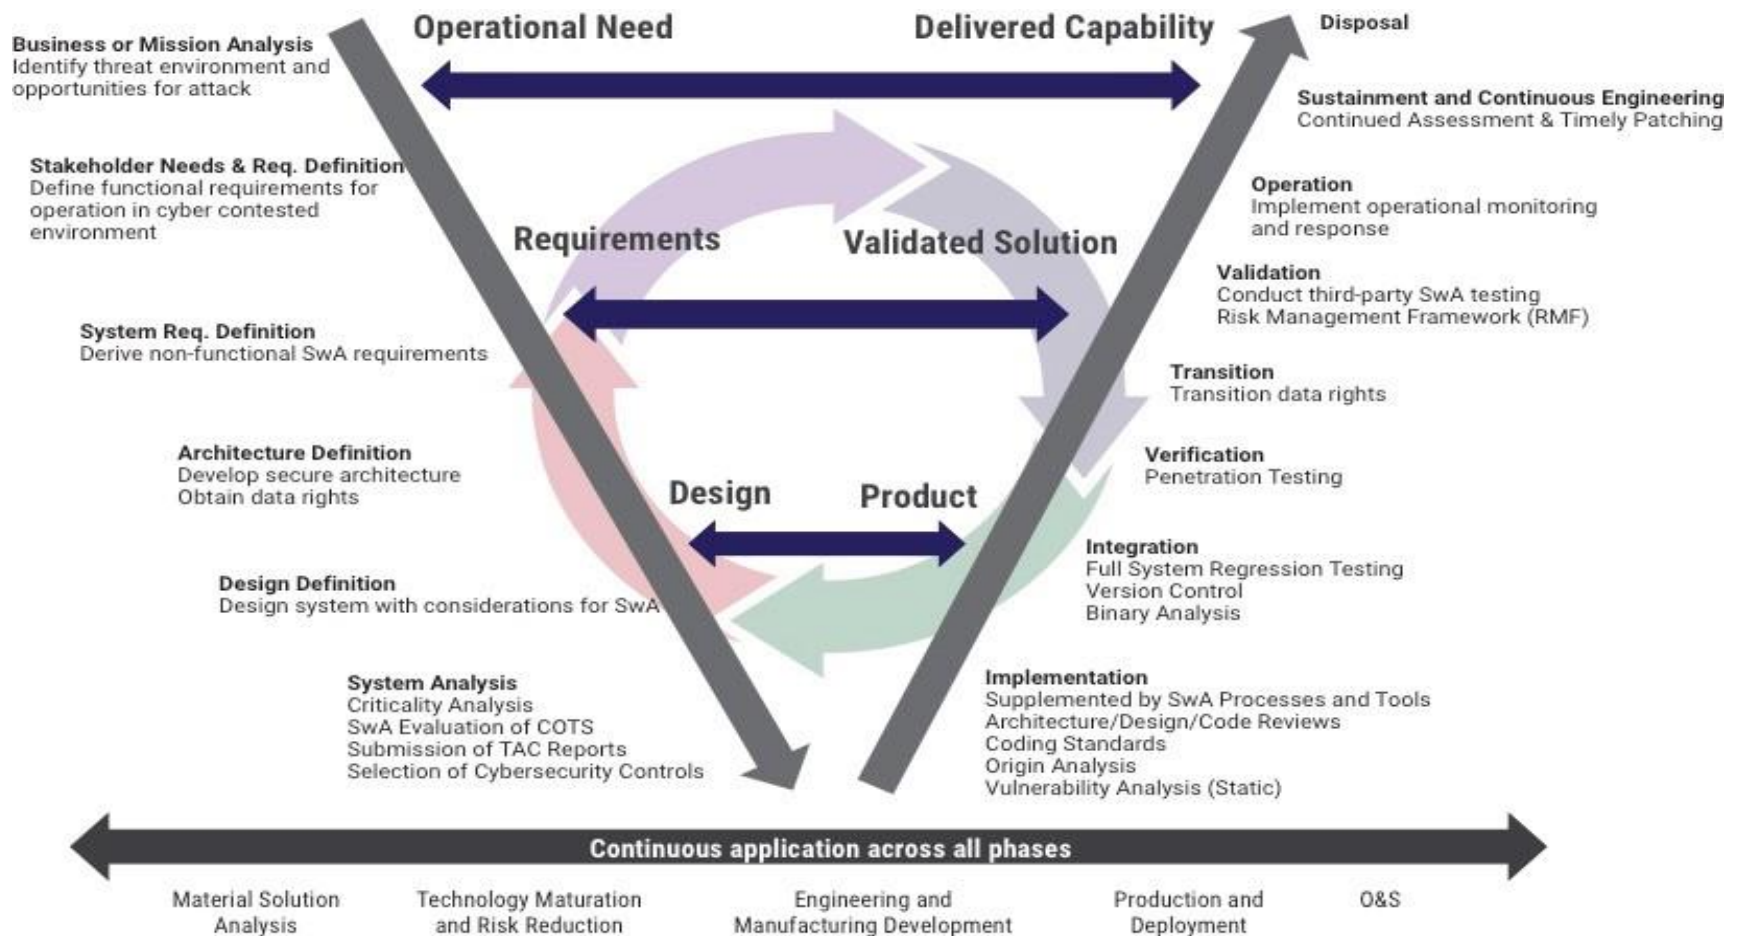 Operational Need
Delivered Capability
Disposal
Business or Mission Analysis
Identify threat environment and
opportunities for attack
Sustainment and Continuous Engineering
Continued Assessment & Timely Patching
Stakeholder Needs & Req. Definition
Define functional requirements for
operation in cyber contested
environment
Operation
Implement operational monitoring
and response
Requirements
Validated Solution
Validation
Conduct third-party SwA testing
Risk Management Framework (RMF)
System Req. Definition
Derive non-functional SwA requirements
Transition
Transition data rights
Architecture Definition
Develop secure architecture
Obtain data rights
Verification
Penetration Testing
Design
Product
Integration
Full System Regression Testing
Version Control
Binary Analysis
Design Definition
Design system with considerations for SwA
System Analysis
Criticality Analysis
SwA Evaluation of COTS
Submission of TAC Reports
Selection of Cybersecurity Controls
Implementation
Supplemented by SwA Processes and Tools
Architecture/Design/Code Reviews
Coding Standards
Origin Analysis
Vulnerability Analysis (Static)
Continuous application across all phases
Material Solution
Analysis
Technology Maturation
and Risk Reduction
Engineering and
Manufacturing Development
Production and
Deployment
O&S